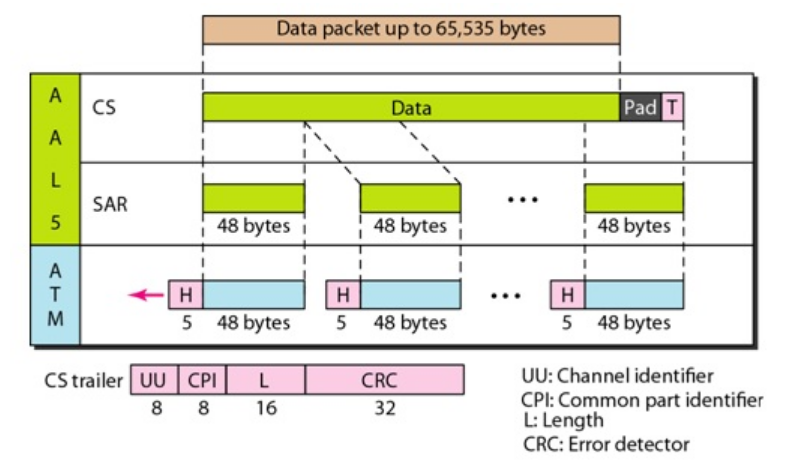 Data packet up to 65,535 bytes
A
A
L
5
CS
Data
Pad
T
SAR
48 bytes
48 bytes
...
48 bytes
A
T
M
H
H
...
H
5
48 bytes
5
48 bytes
5
48 bytes
CS trailer
UU
CPI
L
CRC
8
8
16
32
UU: Channel identifier
CPI: Common part identifier
L: Length
CRC: Error detector